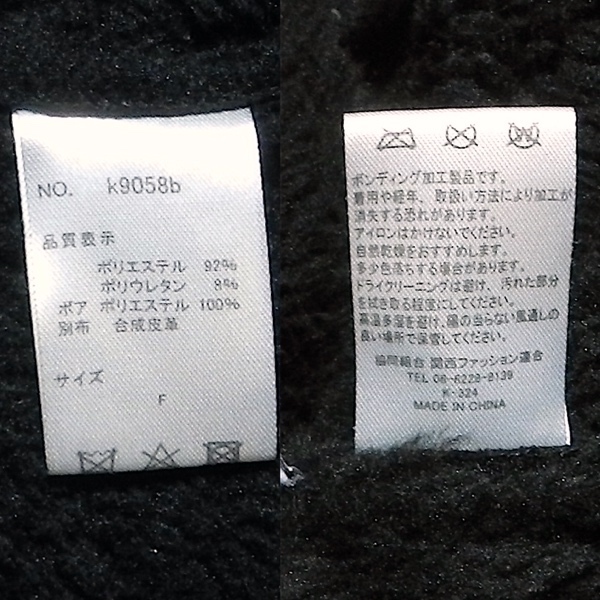 NO. k9058b
品質表示
ポリエステル 92%
ポリウレタン 8%
ボア ポリエステル 100%
別布 合成皮革
サイズ
F
ボンディング加工製品です。
着用や経年、取扱い方法により加工が
消失する恐れがあります。
アイロンはかけないでください。
自然乾燥をおすすめします。
多少色落ちする場合があります。
ドライクリーニングは避け、汚れた部分
を拭き取る程度にしてください。
高温多湿を避け、陽の当らない風通しの
良い場所で保管してください。
協同組合 関西ファッション連合
TEL 06-6228-9139
K-324
MADE IN CHINA